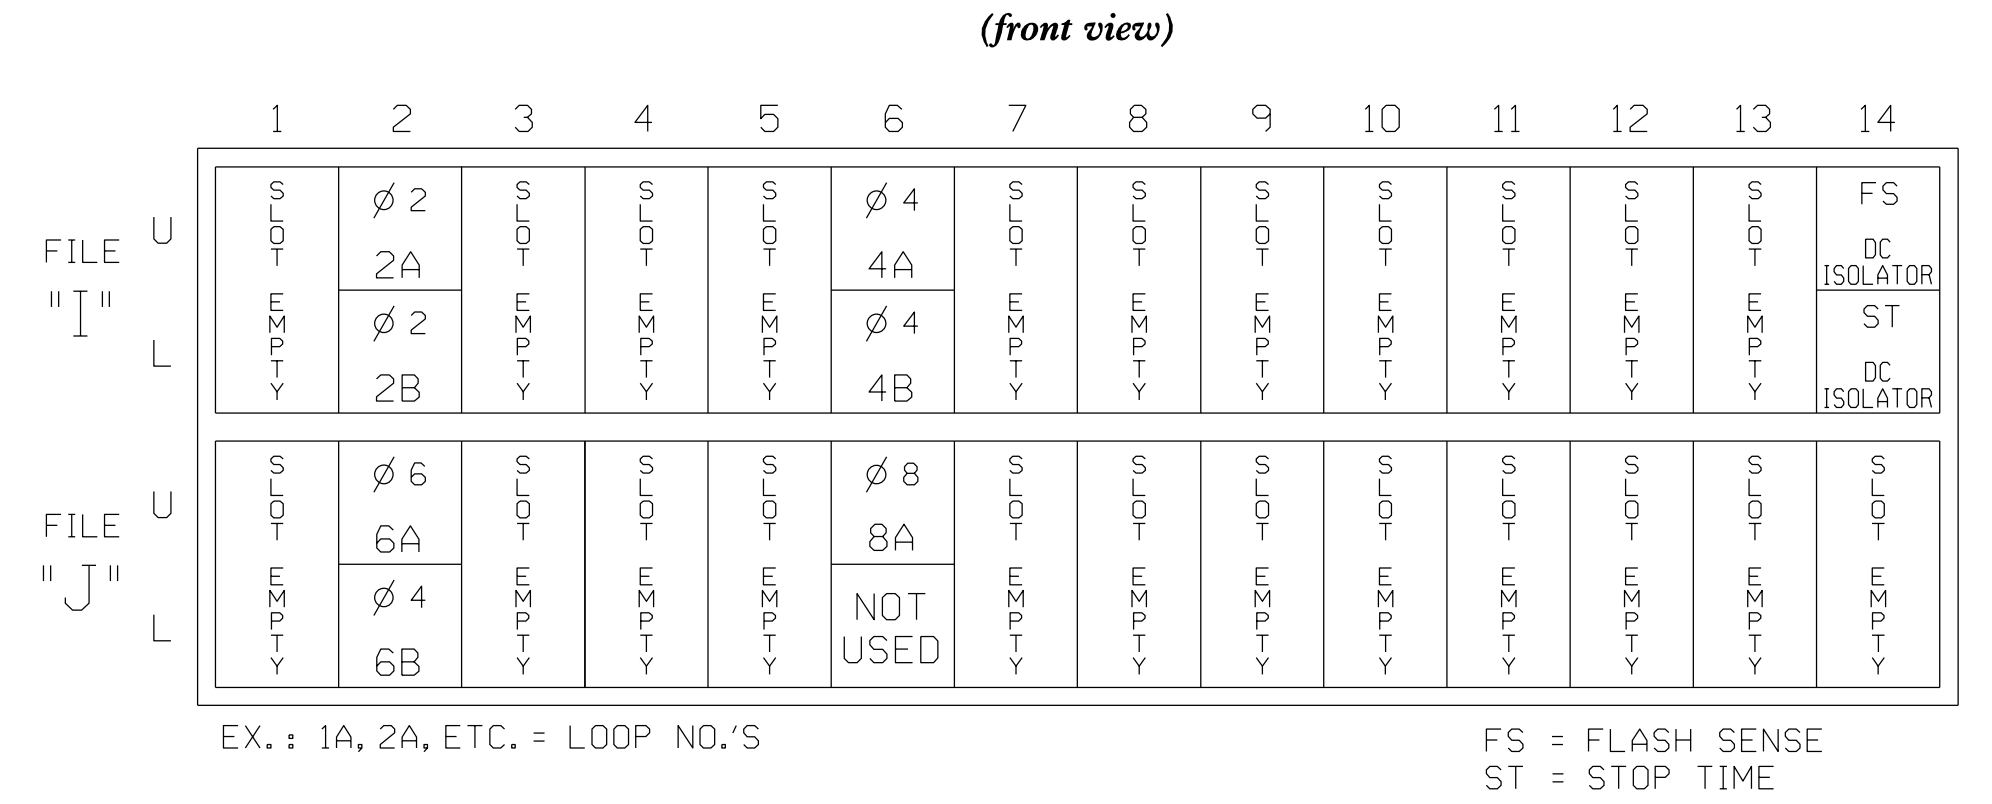 (front view)
1 2 3 4 5 6 7 8 9 10 11 12 13 14
FILE "I"
U
L
SLOT EMPTY
Ø 2
2A
Ø 2
2B
SLOT EMPTY
SLOT EMPTY
SLOT EMPTY
Ø 4
4A
Ø 4
4B
SLOT EMPTY
SLOT EMPTY
SLOT EMPTY
SLOT EMPTY
SLOT EMPTY
SLOT EMPTY
SLOT EMPTY
FS
DC
ISOLATOR
ST
DC
ISOLATOR
FILE "J"
U
L
SLOT EMPTY
Ø 6
6A
Ø 4
6B
SLOT EMPTY
SLOT EMPTY
SLOT EMPTY
Ø 8
8A
NOT
USED
SLOT EMPTY
SLOT EMPTY
SLOT EMPTY
SLOT EMPTY
SLOT EMPTY
SLOT EMPTY
SLOT EMPTY
SLOT EMPTY
EX.: 1A, 2A, ETC. = LOOP NO.'S
FS = FLASH SENSE
ST = STOP TIME